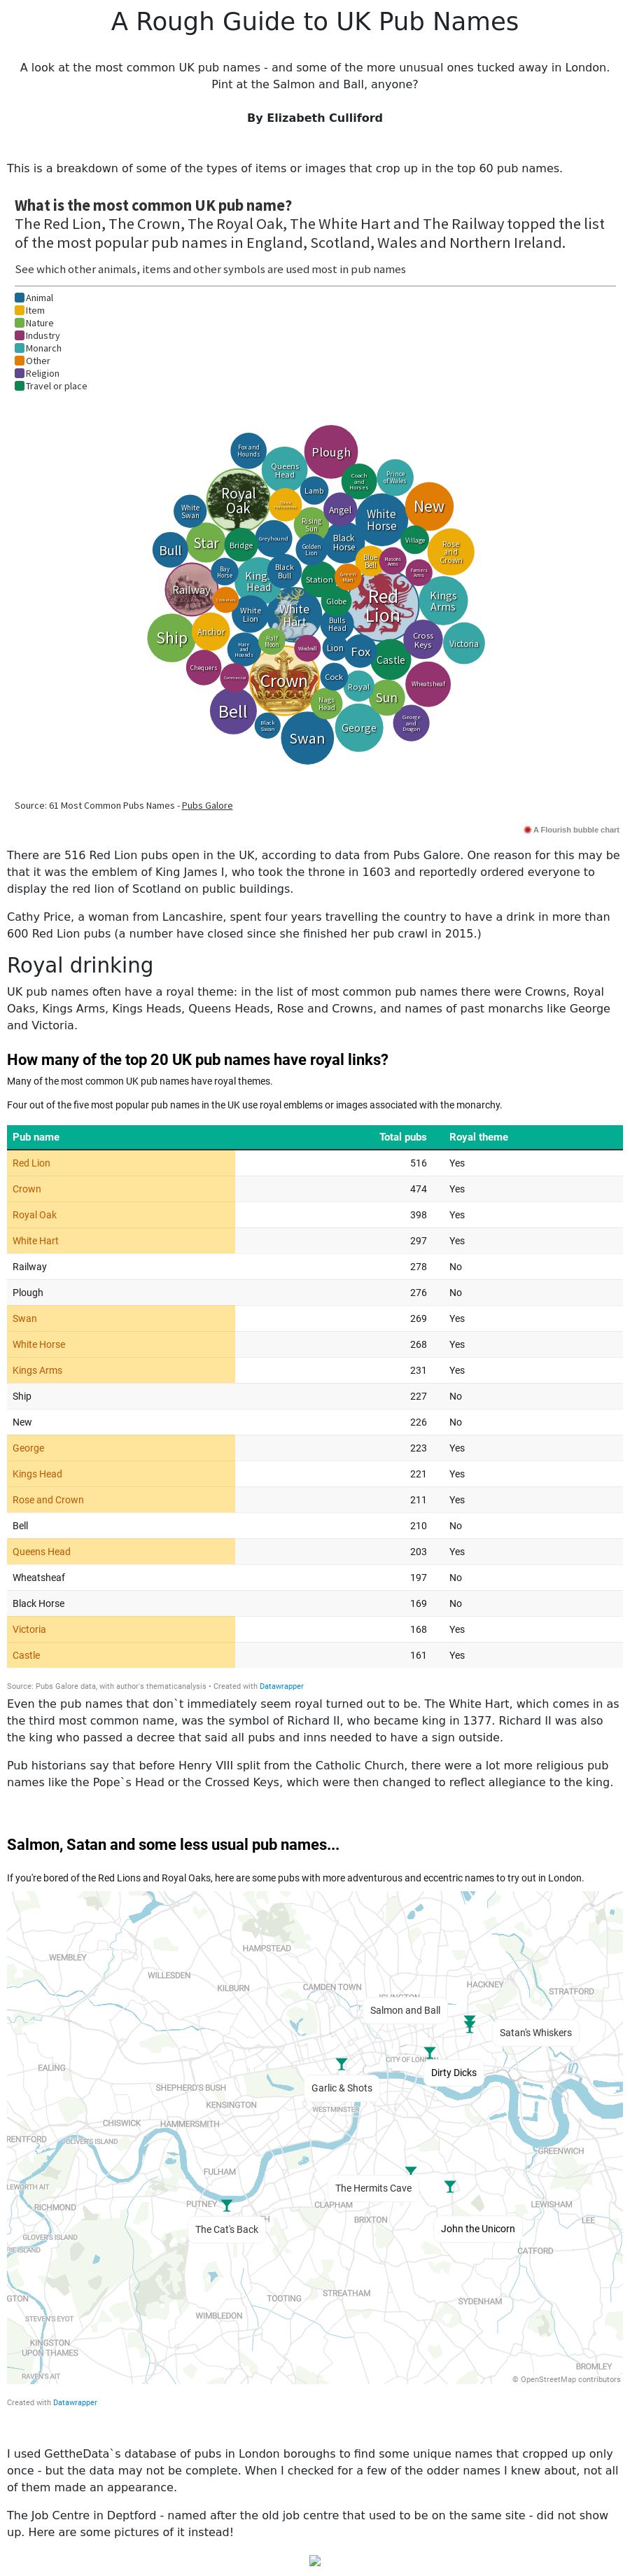 A Rough Guide to UK Pub Names
A look at the most common UK pub names - and some of the more unusual ones tucked away in London.
Pint at the Salmon and Ball, anyone?
By Elizabeth Culliford
This is a breakdown of some of the types of items or images that crop up in the top 60 pub names.
What is the most common UK pub name?
The Red Lion, The Crown, The Royal Oak, The White Hart and The Railway topped the list
of the most popular pub names in England, Scotland, Wales and Northern Ireland.
See which other animals, items and other symbols are used most in pub names
Animal
Item
Nature
Industry
Monarch
Other
Religion
Travel or place
Fox and
Hounds
Plough
Queens
Head
Coach
and
Horses
Prince
of Wales
Royal
Oak
Lamb
White
Swan
Angel
White
Horse
New
Rising
Sun
Star
Bridge
Greyhound
Black
Horse
Village
Bull
Golden
Lion
Rose
and
Crown
Blue
Bell
Masons
Arms
Railway
Bay
Horse
Kings
Head
Black
Bull
Station
Green
Man
Farmers
Arms
Red
Lion
Kings
Arms
White
Lion
White
Hart
Globe
Bulls
Head
Ship
Anchor
Half
Moon
Cross
Keys
Victoria
Hare
and
Hounds
Lion
Fox
Castle
Chequers
Crown
Cock
Royal
Wheatsheaf
Bell
Nags
Head
Sun
Black
Swan
Swan
George
George
and
Dragon
Source: 61 Most Common Pubs Names - Pubs Galore
A Flourish bubble chart
There are 516 Red Lion pubs open in the UK, according to data from Pubs Galore. One reason for this may be
that it was the emblem of King James I, who took the throne in 1603 and reportedly ordered everyone to
display the red lion of Scotland on public buildings.
Cathy Price, a woman from Lancashire, spent four years travelling the country to have a drink in more than
600 Red Lion pubs (a number have closed since she finished her pub crawl in 2015.)
Royal drinking
UK pub names often have a royal theme: in the list of most common pub names there were Crowns, Royal
Oaks, Kings Arms, Kings Heads, Queens Heads, Rose and Crowns, and names of past monarchs like George
and Victoria.
How many of the top 20 UK pub names have royal links?
Many of the most common UK pub names have royal themes.
Four out of the five most popular pub names in the UK use royal emblems or images associated with the monarchy.
Pub name Total pubs Royal theme
Red Lion 516 Yes
Crown 474 Yes
Royal Oak 398 Yes
White Hart 297 Yes
Railway 278 No
Plough 276 No
Swan 269 Yes
White Horse 268 Yes
Kings Arms 231 Yes
Ship 227 No
New 226 No
George 223 Yes
Kings Head 221 Yes
Rose and Crown 211 Yes
Bell 210 No
Queens Head 203 Yes
Wheatsheaf 197 No
Black Horse 169 No
Victoria 168 Yes
Castle 161 Yes
Source: Pubs Galore data, with author's thematicanalysis • Created with Datawrapper
Even the pub names that don`t immediately seem royal turned out to be. The White Hart, which comes in as
the third most common name, was the symbol of Richard II, who became king in 1377. Richard II was also
the king who passed a decree that said all pubs and inns needed to have a sign outside.
Pub historians say that before Henry VIII split from the Catholic Church, there were a lot more religious pub
names like the Pope`s Head or the Crossed Keys, which were then changed to reflect allegiance to the king.
Salmon, Satan and some less usual pub names...
If you're bored of the Red Lions and Royal Oaks, here are some pubs with more adventurous and eccentric names to try out in London.
HAMPSTEAD
WEMBLEY
WILLESDEN
KILBURN
CAMDEN TOWN
HACKNEY
STRATFORD
Salmon and Ball
Satan's Whiskers
EALING
Dirty Dicks
SHEPHERD'S BUSH
Garlic & Shots
KENSINGTON
WESTMINSTER
CHISWICK
HAMMERSMITH
OLIVER'S ISLAND
GREENWICH
FULHAM
The Hermits Cave
RICHMOND
PUTNEY
CLAPHAM
BRIXTON
LEWISHAM
LEE
The Cat's Back
John the Unicorn
GLOVER'S ISLAND
CATFORD
TOOTING
STREATHAM
SYDENHAM
WIMBLEDON
STEVEN'S EYOT
KINGSTON
UPON THAMES
RAVEN'S AIT
BROMLEY
© OpenStreetMap contributors
Created with Datawrapper
I used GettheData`s database of pubs in London boroughs to find some unique names that cropped up only
once - but the data may not be complete. When I checked for a few of the odder names I knew about, not all
of them made an appearance.
The Job Centre in Deptford - named after the old job centre that used to be on the same site - did not show
up. Here are some pictures of it instead!